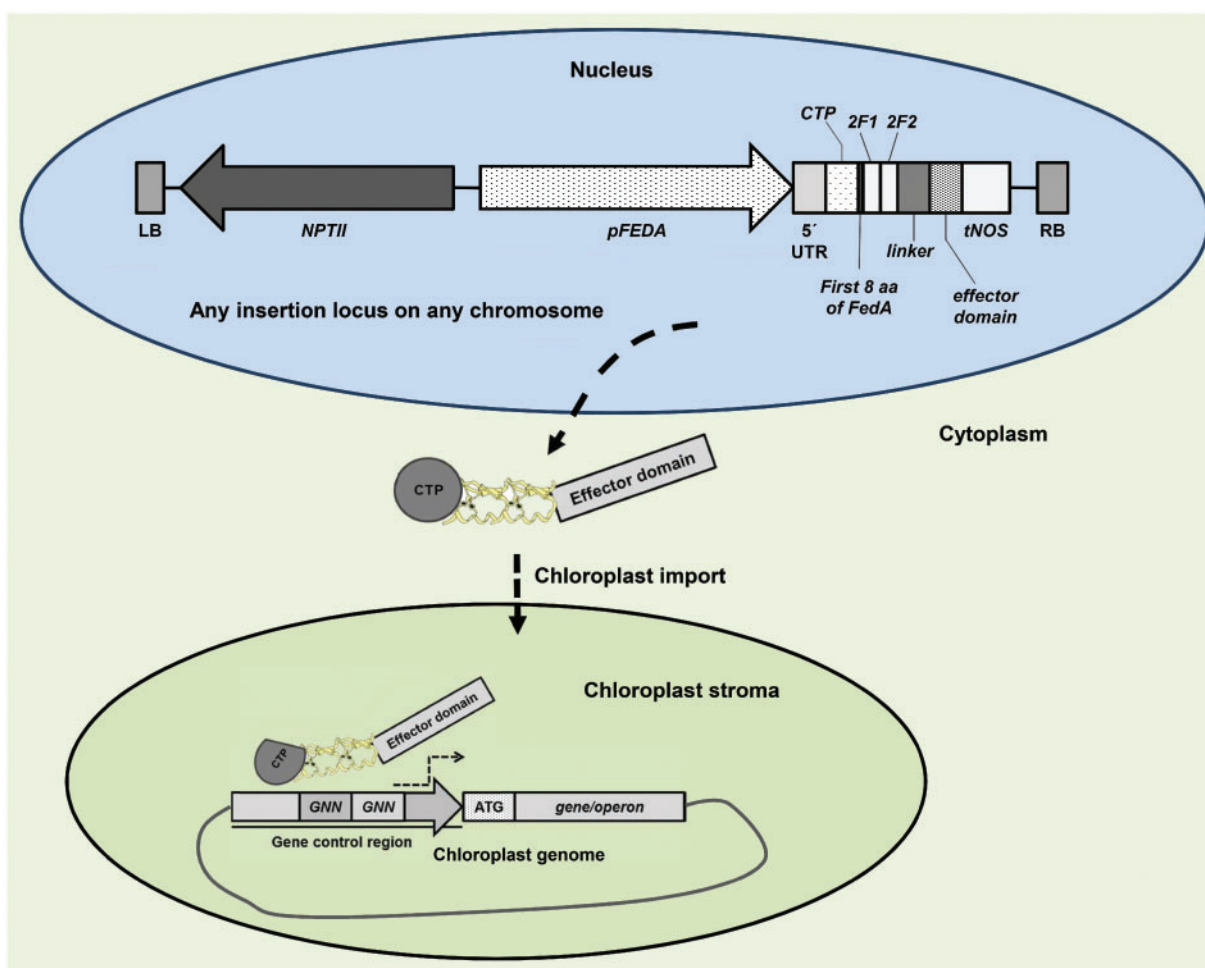 Nucleus
CTP 2F1 2F2
LB NPTII pFEDA 5´ UTR linker tNOS RB
First 8 aa
of FedA
effector
domain
Any insertion locus on any chromosome
Cytoplasm
CTP Effector domain
Chloroplast import
Chloroplast stroma
CTP Effector domain
GNN GNN ATG gene/operon
Gene control region
Chloroplast genome